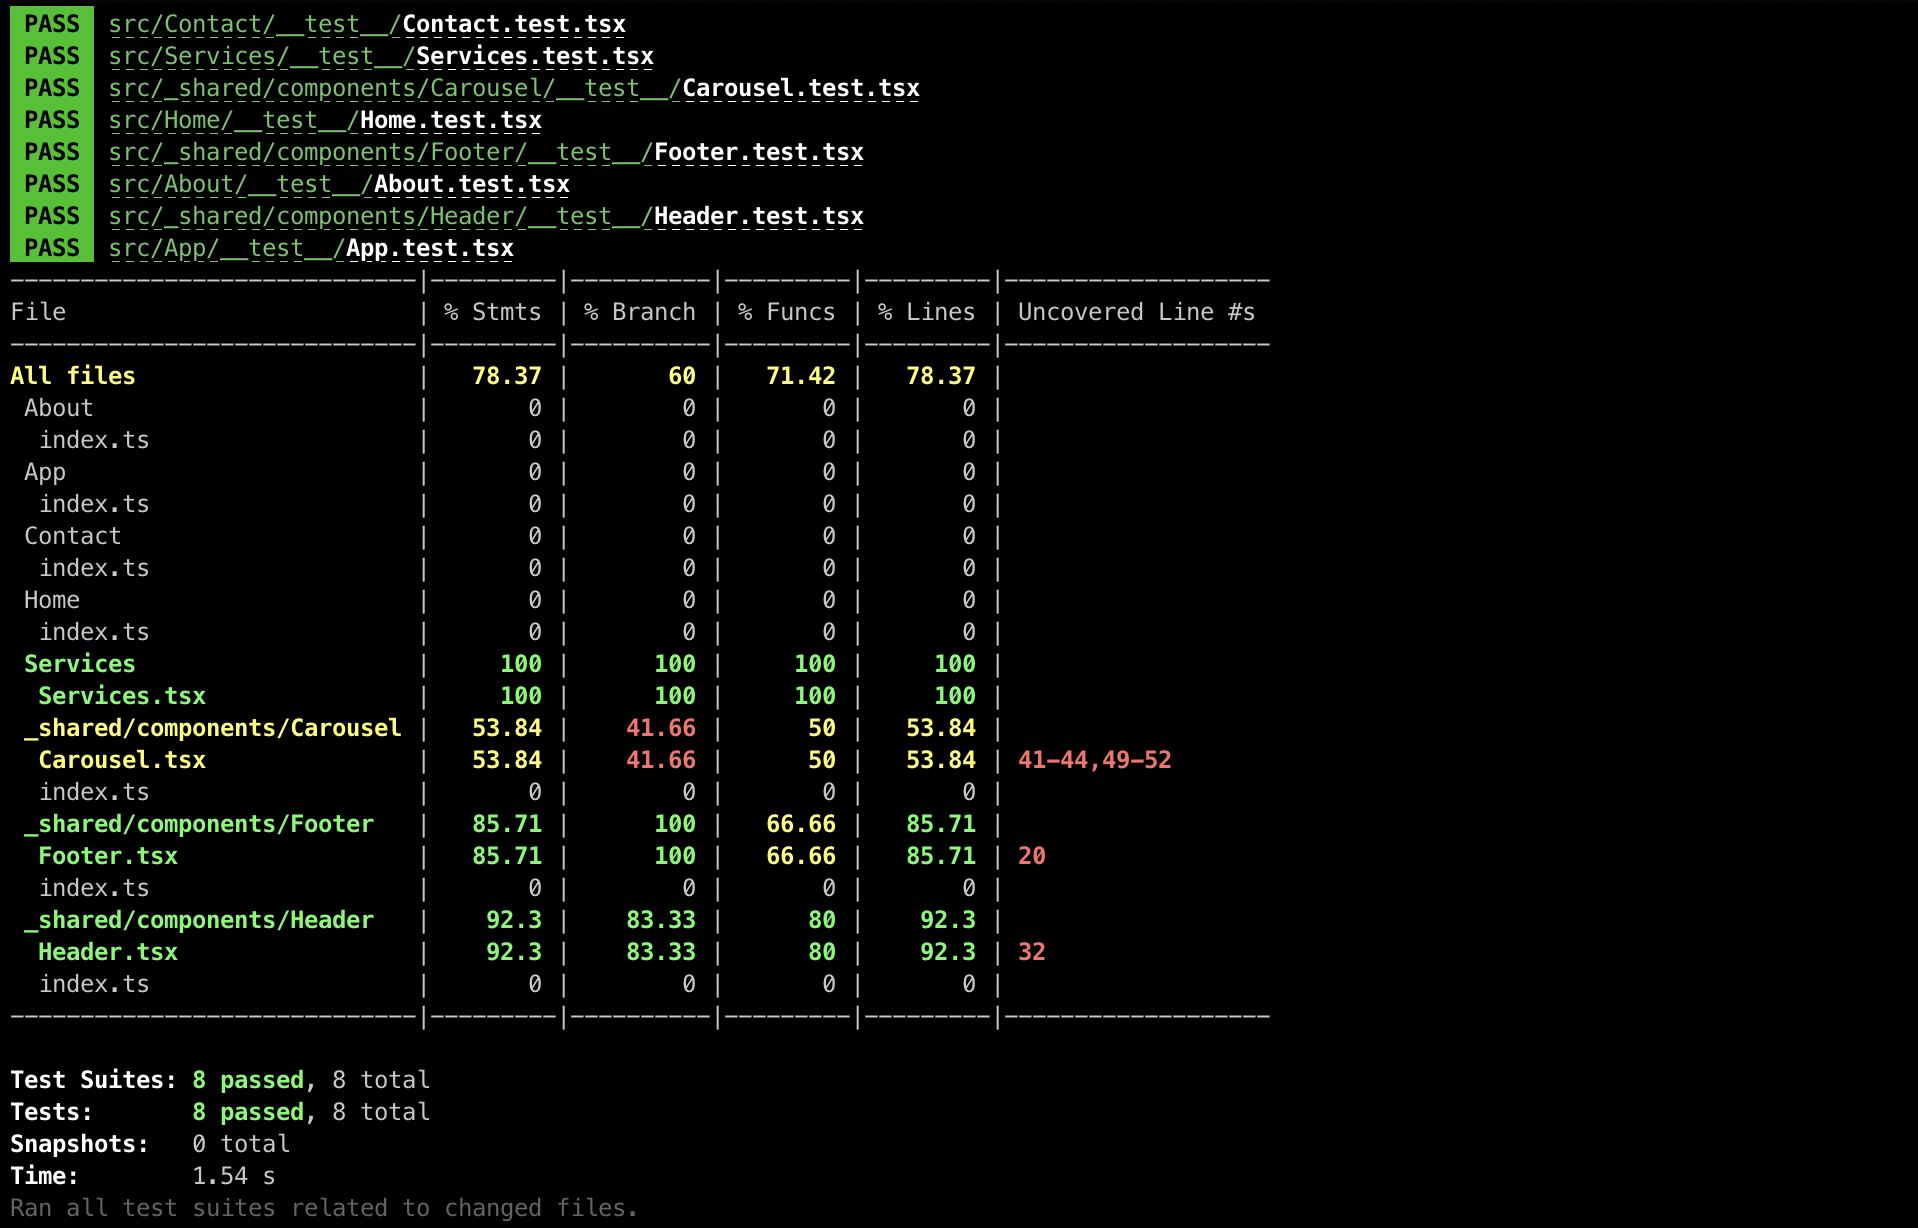 PASS src/Contact/__test__/Contact.test.tsx
PASS src/Services/__test__/Services.test.tsx
PASS src/_shared/components/Carousel/__test__/Carousel.test.tsx
PASS src/Home/__test__/Home.test.tsx
PASS src/_shared/components/Footer/__test__/Footer.test.tsx
PASS src/About/__test__/About.test.tsx
PASS src/_shared/components/Header/__test__/Header.test.tsx
PASS src/App/__test__/App.test.tsx
-----------------------------|---------|----------|---------|---------|-------------------
File                         | % Stmts | % Branch | % Funcs | % Lines | Uncovered Line #s
-----------------------------|---------|----------|---------|---------|-------------------
All files                    |   78.37 |       60 |   71.42 |   78.37 |
 About                       |       0 |        0 |       0 |       0 |
  index.ts                   |       0 |        0 |       0 |       0 |
 App                         |       0 |        0 |       0 |       0 |
  index.ts                   |       0 |        0 |       0 |       0 |
 Contact                     |       0 |        0 |       0 |       0 |
  index.ts                   |       0 |        0 |       0 |       0 |
 Home                        |       0 |        0 |       0 |       0 |
  index.ts                   |       0 |        0 |       0 |       0 |
 Services                    |     100 |      100 |     100 |     100 |
  Services.tsx               |     100 |      100 |     100 |     100 |
 _shared/components/Carousel |   53.84 |    41.66 |      50 |   53.84 |
  Carousel.tsx               |   53.84 |    41.66 |      50 |   53.84 | 41-44,49-52
  index.ts                   |       0 |        0 |       0 |       0 |
 _shared/components/Footer   |   85.71 |      100 |   66.66 |   85.71 |
  Footer.tsx                 |   85.71 |      100 |   66.66 |   85.71 | 20
  index.ts                   |       0 |        0 |       0 |       0 |
 _shared/components/Header   |    92.3 |    83.33 |      80 |    92.3 |
  Header.tsx                 |    92.3 |    83.33 |      80 |    92.3 | 32
  index.ts                   |       0 |        0 |       0 |       0 |
-----------------------------|---------|----------|---------|---------|-------------------
Test Suites: 8 passed, 8 total
Tests:       8 passed, 8 total
Snapshots:   0 total
Time:        1.54 s
Ran all test suites related to changed files.